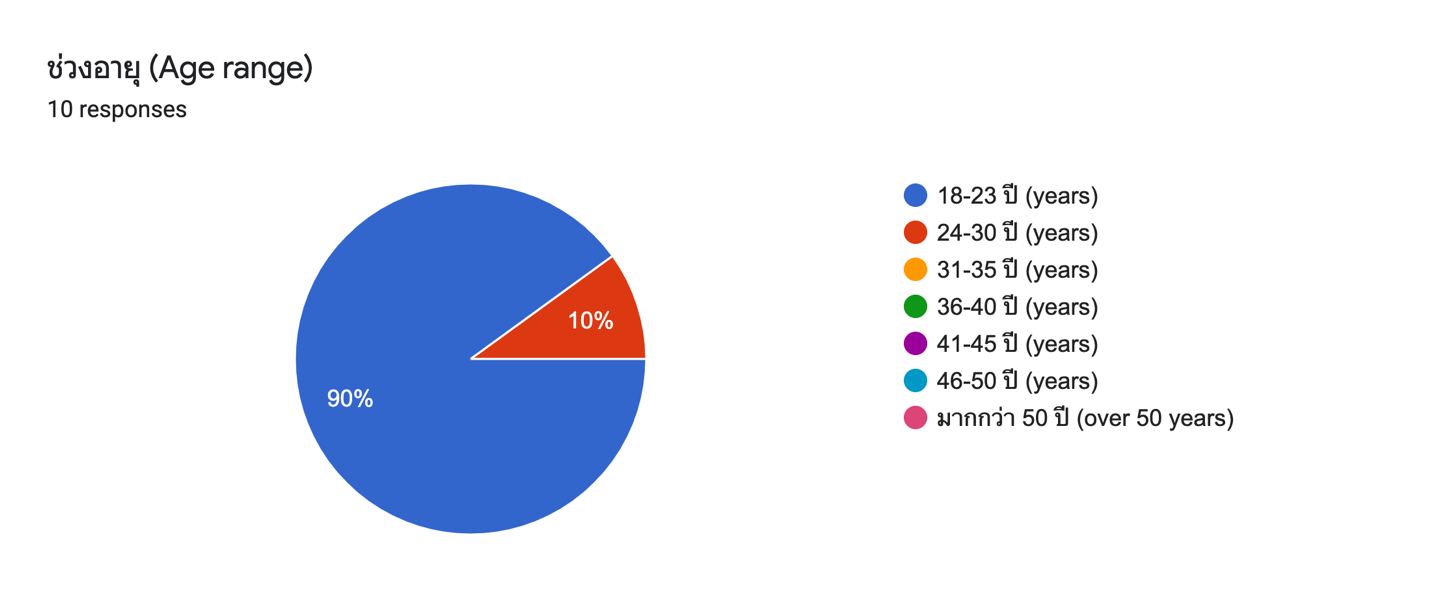 ช่วงอายุ (Age range)
10 responses
18-23 ปี (years)
24-30 ปี (years)
31-35 ปี (years)
36-40 ปี (years)
41-45 ปี (years)
46-50 ปี (years)
มากกว่า 50 ปี (over 50 years)
10%
90%